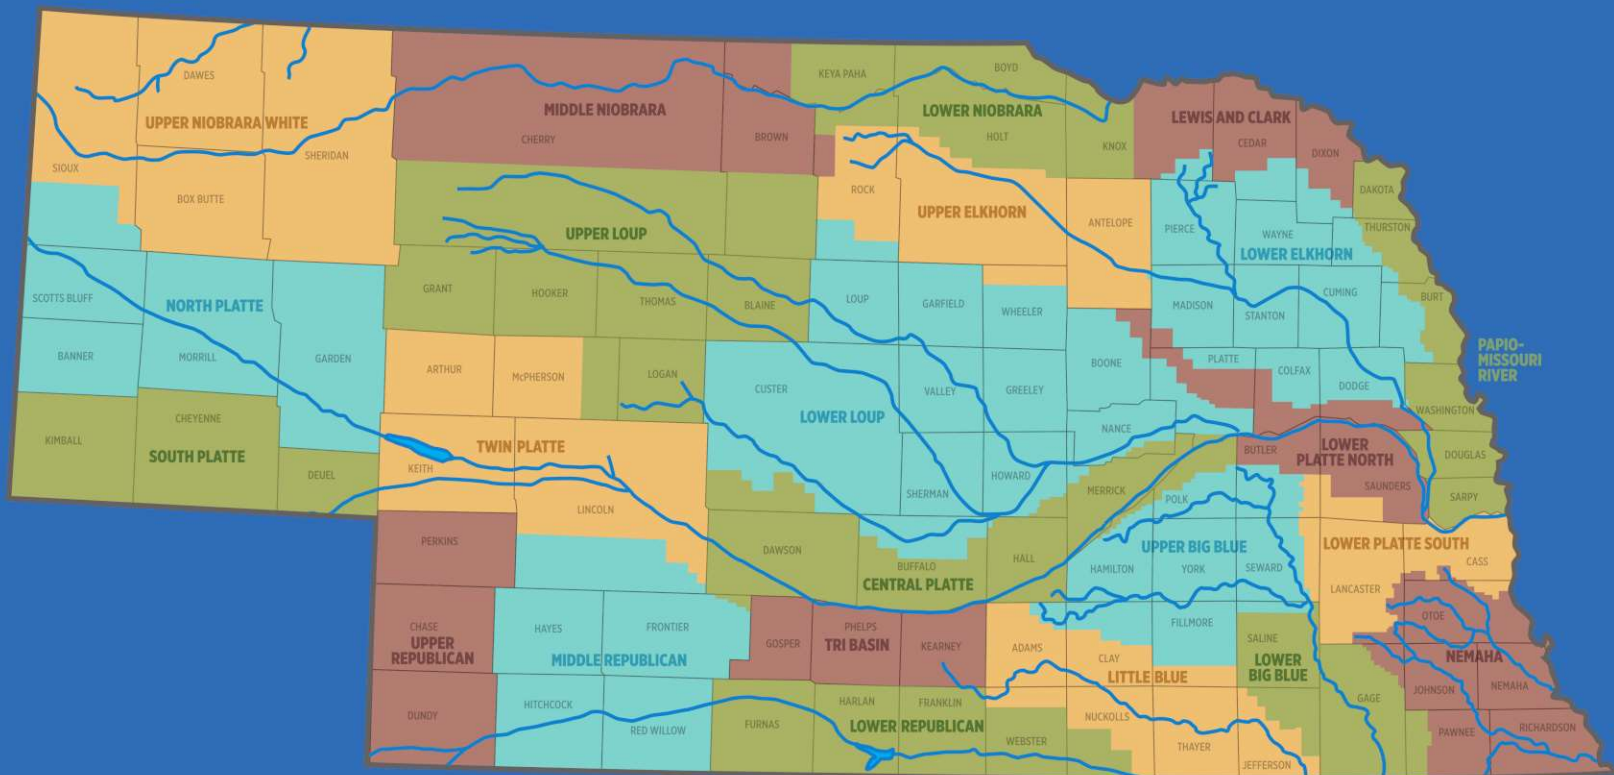 DAWES
UPPER NIOBRARA WHITE
SIOUX
SHERIDAN
BOX BUTTE
MIDDLE NIOBRARA
CHERRY
BROWN
KEYA PAHA
BOYD
LOWER NIOBRARA
HOLT
KNOX
LEWIS AND CLARK
CEDAR
DIXON
DAKOTA
THURSTON
ROCK
UPPER ELKHORN
ANTELOPE
PIERCE
WAYNE
LOWER ELKHORN
UPPER LOUP
GRANT
HOOKER
THOMAS
BLAINE
LOUP
GARFIELD
WHEELER
MADISON
STANTON
CUMING
BURT
SCOTTS BLUFF
NORTH PLATTE
BANNER
MORRILL
GARDEN
ARTHUR
McPHERSON
LOGAN
CUSTER
LOWER LOUP
VALLEY
GREELEY
BOONE
PLATTE
COLFAX
DODGE
PAPIO-
MISSOURI
RIVER
WASHINGTON
KIMBALL
CHEYENNE
SOUTH PLATTE
DEUEL
TWIN PLATTE
KEITH
LINCOLN
SHERMAN
HOWARD
NANCE
MERRICK
POLK
BUTLER
LOWER
PLATTE NORTH
SAUNDERS
DOUGLAS
SARPY
PERKINS
DAWSON
BUFFALO
CENTRAL PLATTE
HALL
UPPER BIG BLUE
HAMILTON
YORK
SEWARD
LOWER PLATTE SOUTH
CASS
LANCASTER
CHASE
UPPER
REPUBLICAN
HAYES
FRONTIER
MIDDLE REPUBLICAN
GOSPER
PHELPS
TRI BASIN
KEARNEY
ADAMS
CLAY
LITTLE BLUE
FILLMORE
SALINE
LOWER
BIG BLUE
OTOE
NEMAHA
JOHNSON
NEMAHA
GAGE
DUNDY
HITCHCOCK
RED WILLOW
FURNAS
HARLAN
FRANKLIN
LOWER REPUBLICAN
WEBSTER
NUCKOLLS
THAYER
JEFFERSON
PAWNEE
RICHARDSON